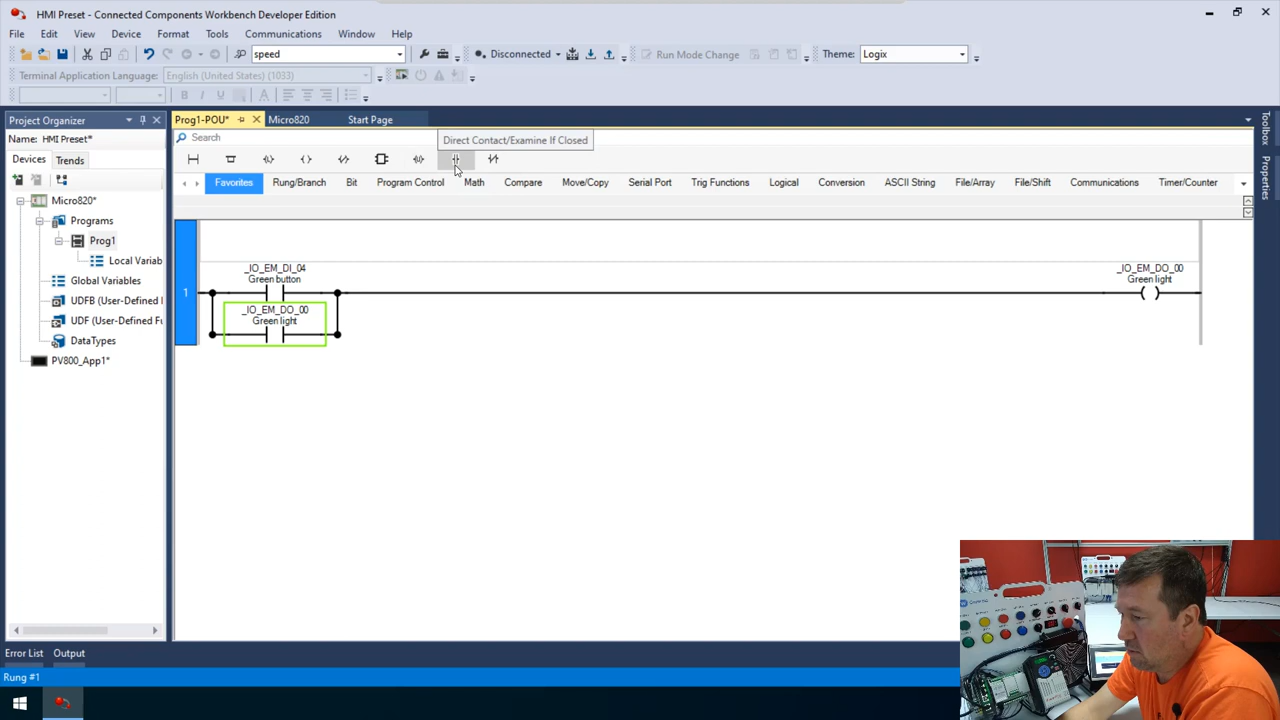 HMI Preset - Connected Components Workbench Developer Edition
File Edit View Device Format Tools Communications Window Help
speed Disconnected Run Mode Change Theme: Logix
Terminal Application Language: English (United States) (1033)
Project Organizer
Name: HMI Preset*
Devices Trends
Micro820*
Programs
Prog1
Local Variab
Global Variables
UDFB (User-Defined F
UDF (User-Defined Fu
DataTypes
PV800_App1*
Prog1-POU* Micro820 Start Page
Search
Direct Contact/Examine If Closed
Favorites Rung/Branch Bit Program Control Math Compare Move/Copy Serial Port Trig Functions Logical Conversion ASCII String File/Array File/Shift Communications Timer/Counter
1
_IO_EM_DI_04
Green button
_IO_EM_DO_00
Green light
_IO_EM_DO_00
Green light
Toolbox
Properties
Error List Output
Rung #1